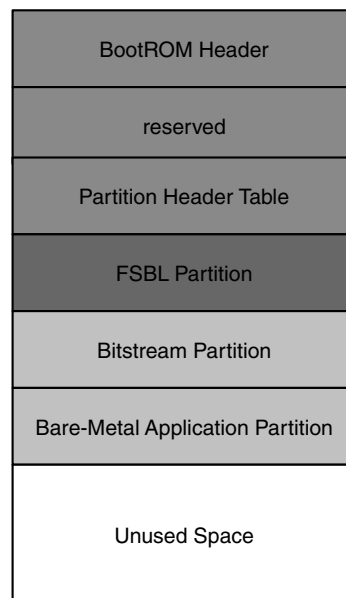 BootROM Header
reserved
Partition Header Table
FSBL Partition
Bitstream Partition
Bare-Metal Application Partition
Unused Space